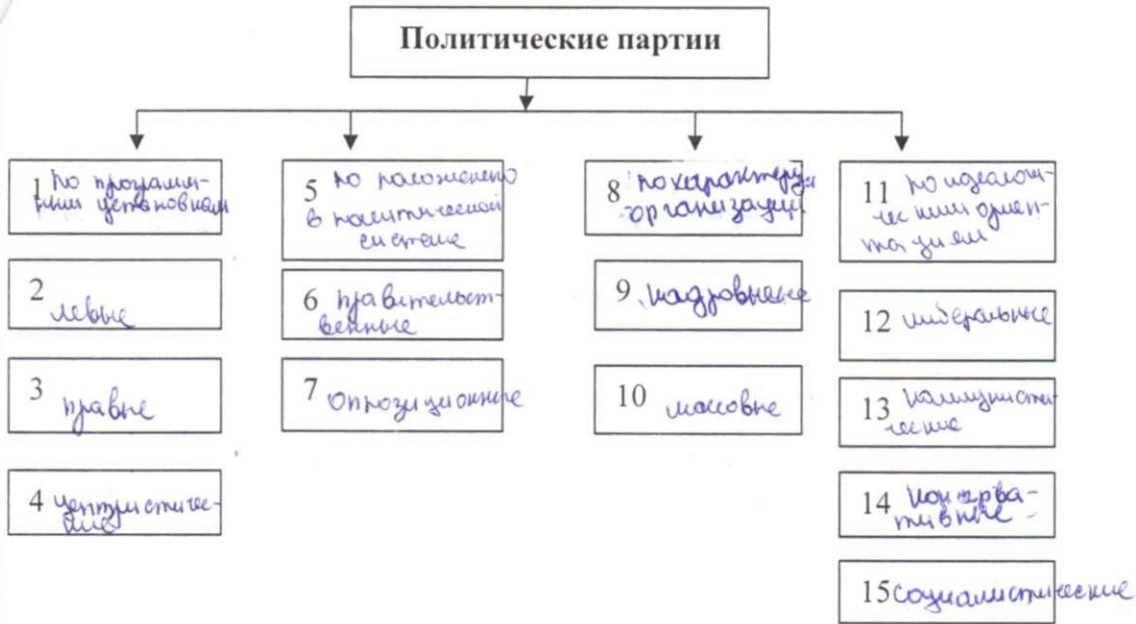 Политические партии
1 по программ-
ным установкам
2 левые
3 правые
4 центристичес-
кие
5 по положению
в политической
системе
6 правительст-
венные
7 оппозиционные
8 по характеру
организации
9 кадровые
10 массовые
11 по идеологи-
ческим ориен-
тациям
12 либеральные
13 коммунисти-
ческие
14 консерва-
тивные
15 социалистические